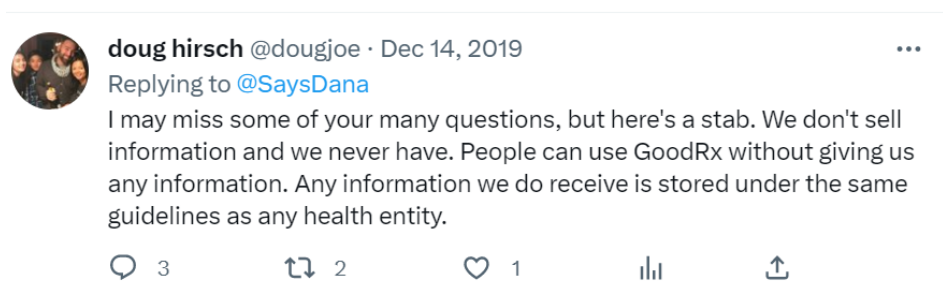 doug hirsch @dougjoe · Dec 14, 2019
Replying to @SaysDana
I may miss some of your many questions, but here's a stab. We don't sell
information and we never have. People can use GoodRx without giving us
any information. Any information we do receive is stored under the same
guidelines as any health entity.
3 2 1